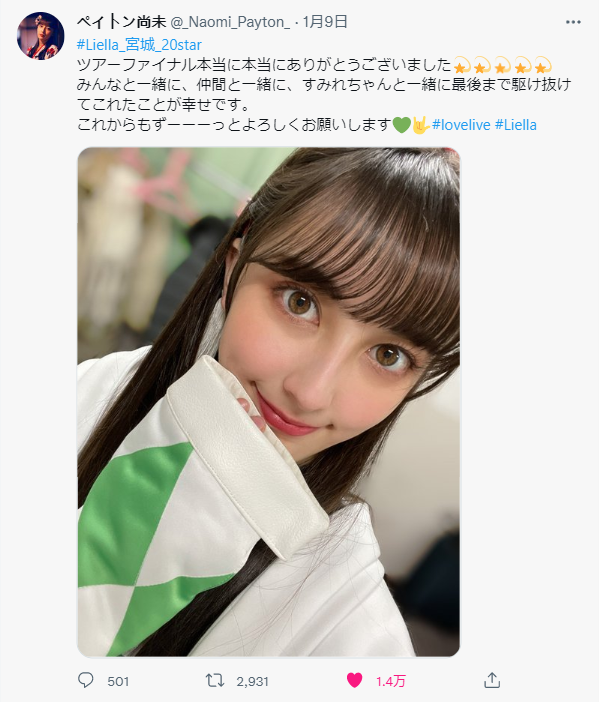 ペイトン尚未 @_Naomi_Payton_ · 1月9日
#Liella_宮城_20star
ツアーファイナル本当に本当にありがとうございました💫💫💫💫💫
みんなと一緒に、仲間と一緒に、すみれちゃんと一緒に最後まで駆け抜け
てこれたことが幸せです。
これからもずーーーっとよろしくお願いします💚🤟#lovelive #Liella
501 2,931 1.4万